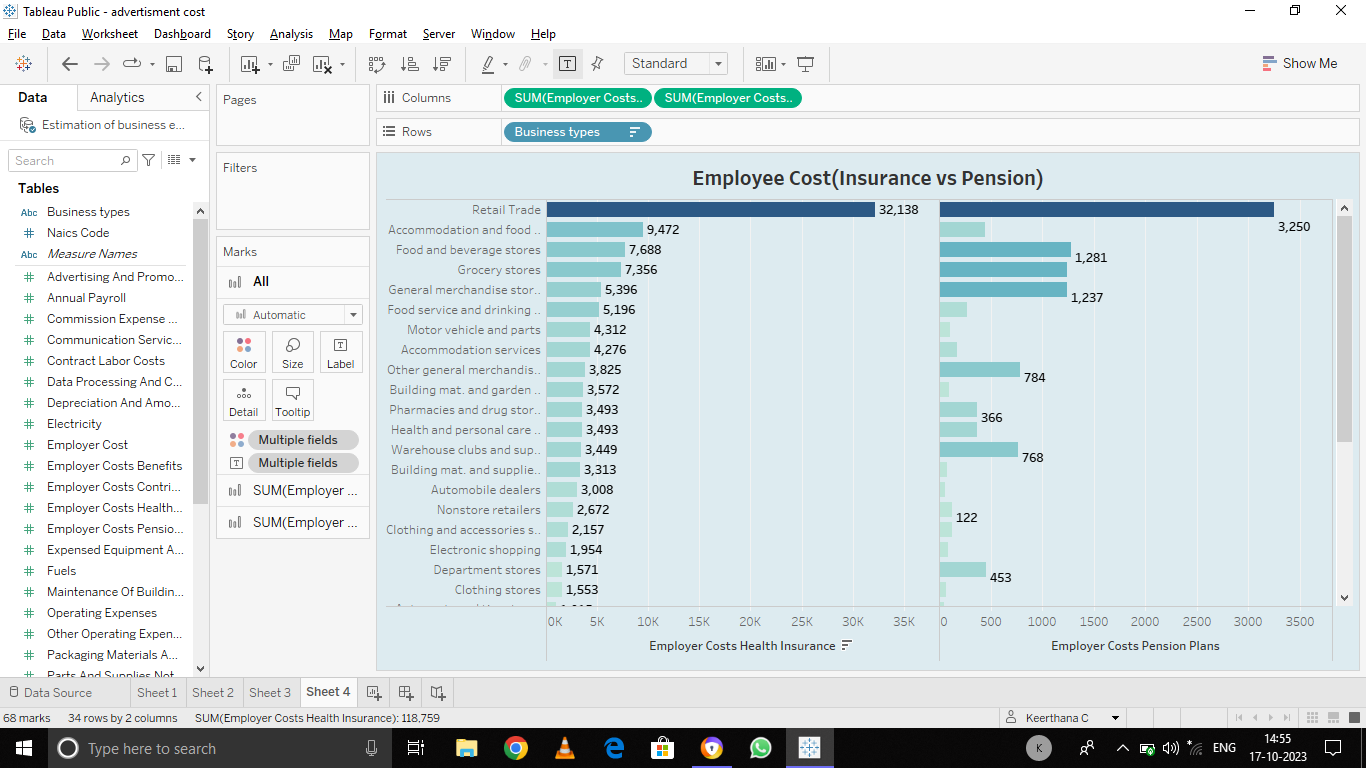 Tableau Public - advertisment cost
File Data Worksheet Dashboard Story Analysis Map Format Server Window Help
Standard
Show Me
Data Analytics
Estimation of business e...
Search
Tables
Abc Business types
# Naics Code
Abc Measure Names
# Advertising And Promo...
# Annual Payroll
# Commission Expense ...
# Communication Servic...
# Contract Labor Costs
# Data Processing And C...
# Depreciation And Amo...
# Electricity
# Employer Cost
# Employer Costs Benefits
# Employer Costs Contri...
# Employer Costs Health...
# Employer Costs Pensio...
# Expensed Equipment A...
# Fuels
# Maintenance Of Buildin...
# Operating Expenses
# Other Operating Expen...
# Packaging Materials A...
# Parts And Supplies Not
Pages
Filters
Marks
All
Automatic
Color Size Label
Detail Tooltip
Multiple fields
Multiple fields
SUM(Employer ...
SUM(Employer ...
Columns SUM(Employer Costs.. SUM(Employer Costs..
Rows Business types
Employee Cost(Insurance vs Pension)
Retail Trade 32,138 3,250
Accommodation and food .. 9,472
Food and beverage stores 7,688 1,281
Grocery stores 7,356
General merchandise stor.. 5,396 1,237
Food service and drinking .. 5,196
Motor vehicle and parts 4,312
Accommodation services 4,276
Other general merchandis.. 3,825 784
Building mat. and garden .. 3,572
Pharmacies and drug stor.. 3,493 366
Health and personal care .. 3,493
Warehouse clubs and sup.. 3,449 768
Building mat. and supplie.. 3,313
Automobile dealers 3,008
Nonstore retailers 2,672 122
Clothing and accessories s.. 2,157
Electronic shopping 1,954
Department stores 1,571 453
Clothing stores 1,553
0K 5K 10K 15K 20K 25K 30K 35K 0 500 1000 1500 2000 2500 3000 3500
Employer Costs Health Insurance Employer Costs Pension Plans
Data Source Sheet 1 Sheet 2 Sheet 3 Sheet 4
68 marks 34 rows by 2 columns SUM(Employer Costs Health Insurance): 118,759
Keerthana C
Type here to search
K
ENG
14:55
17-10-2023